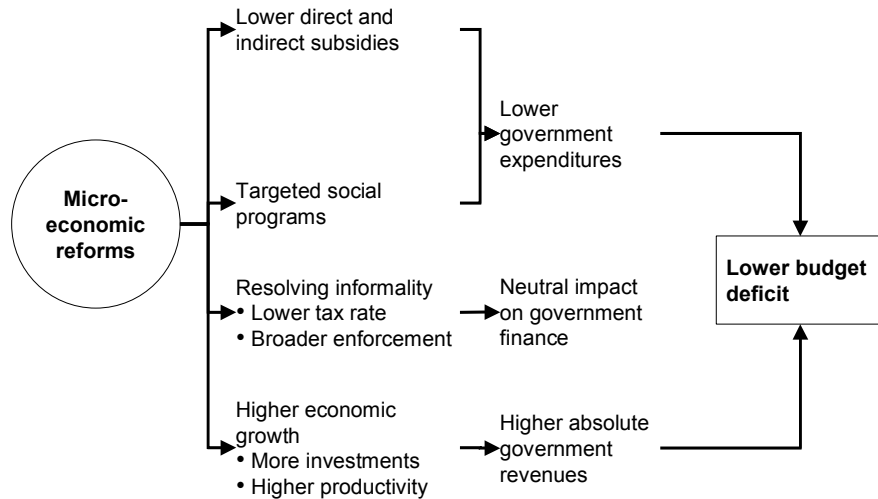 Lower direct and
indirect subsidies
Lower
government
expenditures
Micro-
economic
reforms
Targeted social
programs
Lower budget
deficit
Resolving informality
• Lower tax rate
• Broader enforcement
Neutral impact
on government
finance
Higher economic
growth
• More investments
• Higher productivity
Higher absolute
government
revenues